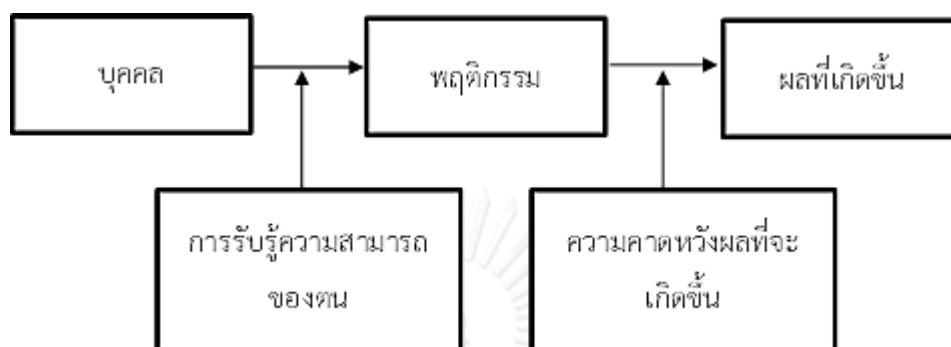 บุคคล
พฤติกรรม
ผลที่เกิดขึ้น
การรับรู้ความสามารถ
ของตน
ความคาดหวังผลที่จะ
เกิดขึ้น